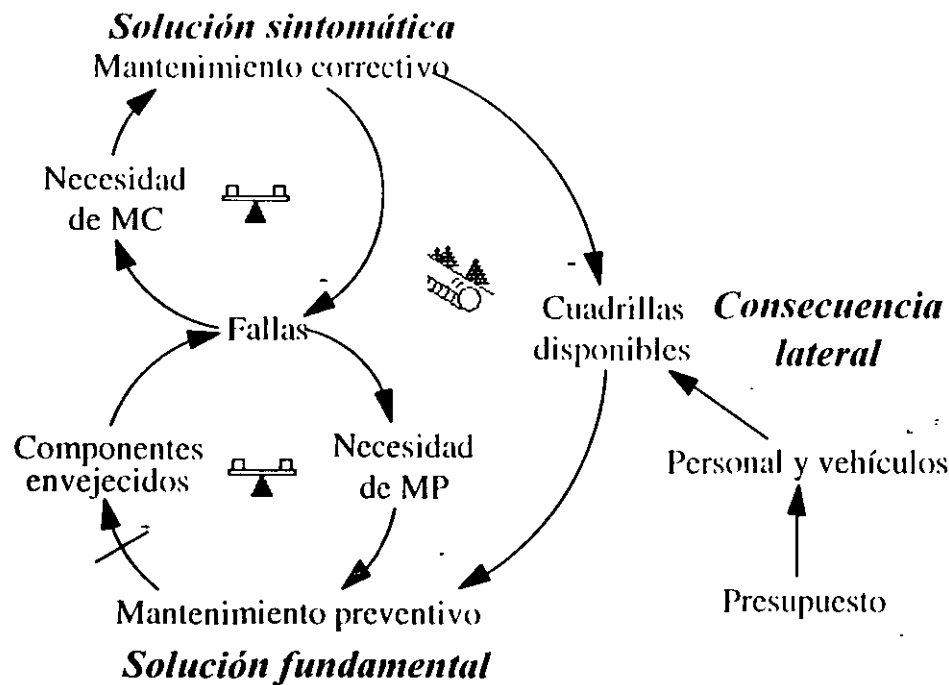 Solución sintomática
Mantenimiento correctivo
Necesidad
de MC
Fallas
Cuadrillas
disponibles
Consecuencia
lateral
Componentes
envejecidos
Necesidad
de MP
Personal y vehículos
Mantenimiento preventivo
Presupuesto
Solución fundamental